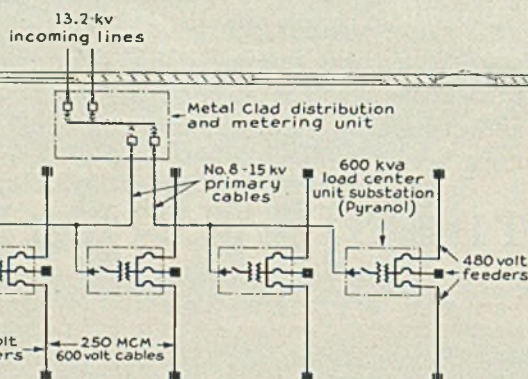 13.2-kv
incoming lines
Metal Clad distribution
and metering unit
No. 8 - 15 kv
primary
cables
600 kva
load center
unit substation
(Pyranol)
480 volt
feeders
250 MCM
600 volt cables